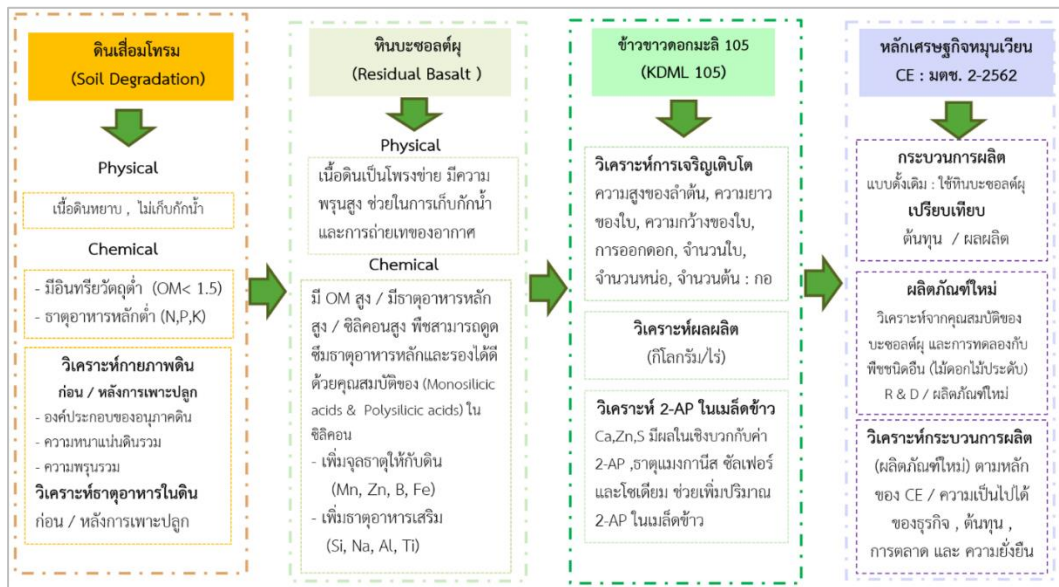 ดินเสื่อมโทรม
(Soil Degradation)
Physical
เนื้อดินหยาบ , ไม่เก็บกักน้ำ
Chemical
- มีอินทรียวัตถุต่ำ (OM< 1.5)
- ธาตุอาหารหลักต่ำ (N,P,K)
วิเคราะห์กายภาพดิน
ก่อน / หลังการเพาะปลูก
- องค์ประกอบของอนุภาคดิน
- ความหนาแน่นดินรวม
- ความพรุนรวม
วิเคราะห์ธาตุอาหารในดิน
ก่อน / หลังการเพาะปลูก
หินบะซอลต์ผุ
(Residual Basalt )
Physical
เนื้อดินเป็นโพรงข่าย มีความ
พรุนสูง ช่วยในการเก็บกักน้ำ
และการถ่ายเทของอากาศ
Chemical
มี OM สูง / มีธาตุอาหารหลัก
สูง / ซิลิคอนสูง พืชสามารถดูด
ซึมธาตุอาหารหลักและรองได้ดี
ด้วยคุณสมบัติของ (Monosilicic
acids & Polysilicic acids) ใน
ซิลิคอน
- เพิ่มจุลธาตุให้กับดิน
(Mn, Zn, B, Fe)
- เพิ่มธาตุอาหารเสริม
(Si, Na, Al, Ti)
ข้าวขาวดอกมะลิ 105
(KDML 105)
วิเคราะห์การเจริญเติบโต
ความสูงของลำต้น, ความยาว
ของใบ, ความกว้างของใบ,
การออกดอก, จำนวนใบ,
จำนวนหน่อ, จำนวนต้น : กอ
วิเคราะห์ผลผลิต
(กิโลกรัม/ไร่)
วิเคราะห์ 2-AP ในเมล็ดข้าว
Ca,Zn,S มีผลในเชิงบวกกับค่า
2-AP ,ธาตุแมงกานีส ซัลเฟอร์
และโซเดียม ช่วยเพิ่มปริมาณ
2-AP ในเมล็ดข้าว
หลักเศรษฐกิจหมุนเวียน
CE : มตช. 2-2562
กระบวนการผลิต
แบบดั้งเดิม : ใช้หินบะซอลต์ผุ
เปรียบเทียบ
ต้นทุน / ผลผลิต
ผลิตภัณฑ์ใหม่
วิเคราะห์จากคุณสมบัติของ
บะซอลต์ผุ และการทดลองกับ
พืชชนิดอื่น (ไม้ดอกไม้ประดับ)
R & D / ผลิตภัณฑ์ใหม่
วิเคราะห์กระบวนการผลิต
(ผลิตภัณฑ์ใหม่) ตามหลัก
ของ CE / ความเป็นไปได้
ของธุรกิจ , ต้นทุน ,
การตลาด และ ความยั่งยืน